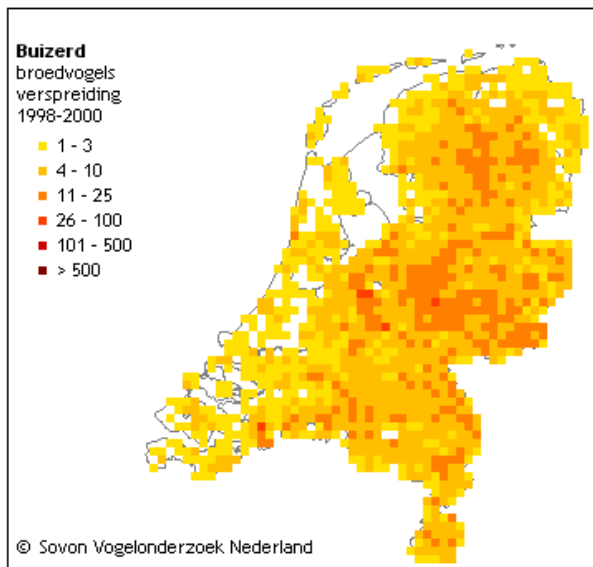 Buizerd
broedvogels
verspreiding
1998-2000
1 - 3
4 - 10
11 - 25
26 - 100
101 - 500
> 500
© Sovon Vogelonderzoek Nederland